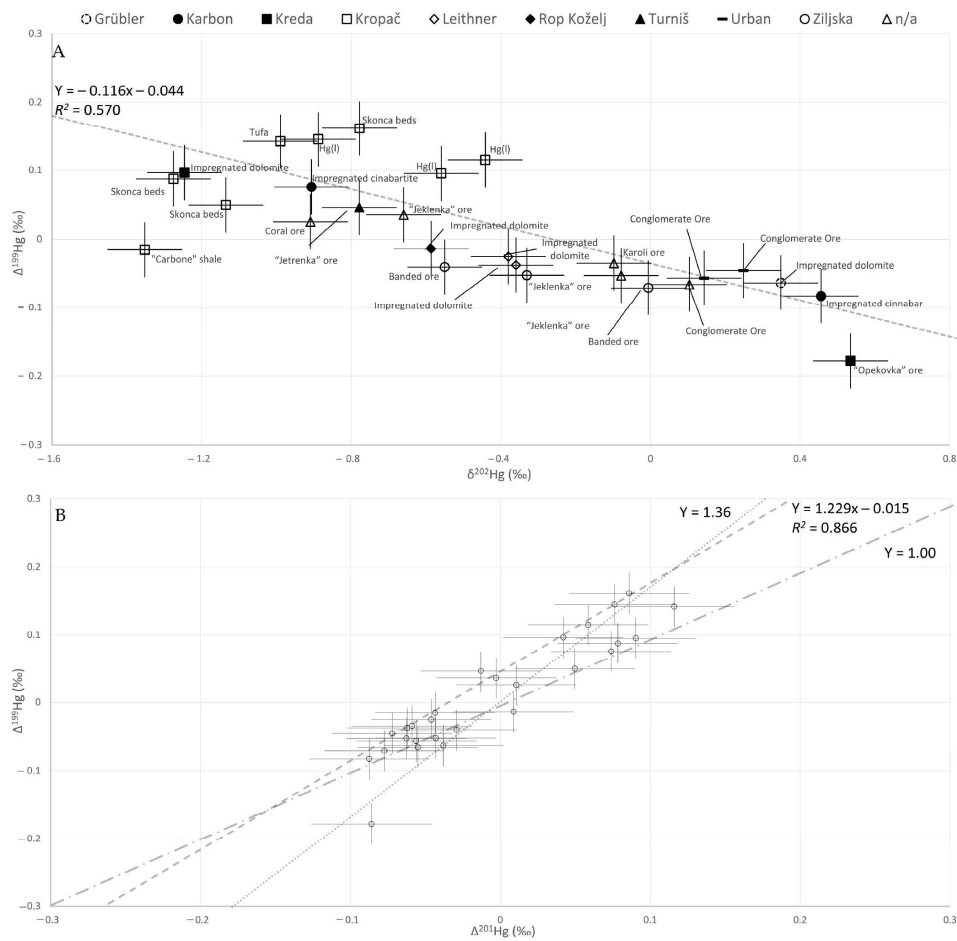 Grübler Karbon Kreda Kropač Leithner Rop Koželj Turniš Urban Ziljska n/a
A
0.3
Y = − 0.116x − 0.044
R² = 0.570
0.2
Skonca beds
Tufa
Hg(l)
Hg(l)
Hg(l)
0.1
Impregnated dolomite
Impregnated cinabartite
Skonca beds
"Jeklenka" ore
Skonca beds
Coral ore
Impregnated dolomite
Conglomerate Ore
0
Impregnated dolomite
Karoli ore
Conglomerate Ore
"Carbone" shale
"Jetrenka" ore
Banded ore
Impregnated dolomite
"Jeklenka" ore
Impregnated dolomite
Impregnated cinnabar
"Jeklenka" ore
Conglomerate Ore
− 0.1
Banded ore
"Opekovka" ore
− 0.2
− 0.3
Δ¹⁹⁹Hg (‰)
− 1.6 − 1.2 − 0.8 − 0.4 0 0.4 0.8
δ²⁰²Hg (‰)
B
0.3
Y = 1.36
Y = 1.229x − 0.015
R² = 0.866
Y = 1.00
0.2
0.1
0
− 0.1
− 0.2
− 0.3
Δ¹⁹⁹Hg (‰)
− 0.3 − 0.2 − 0.1 0 0.1 0.2 0.3
Δ²⁰¹Hg (‰)